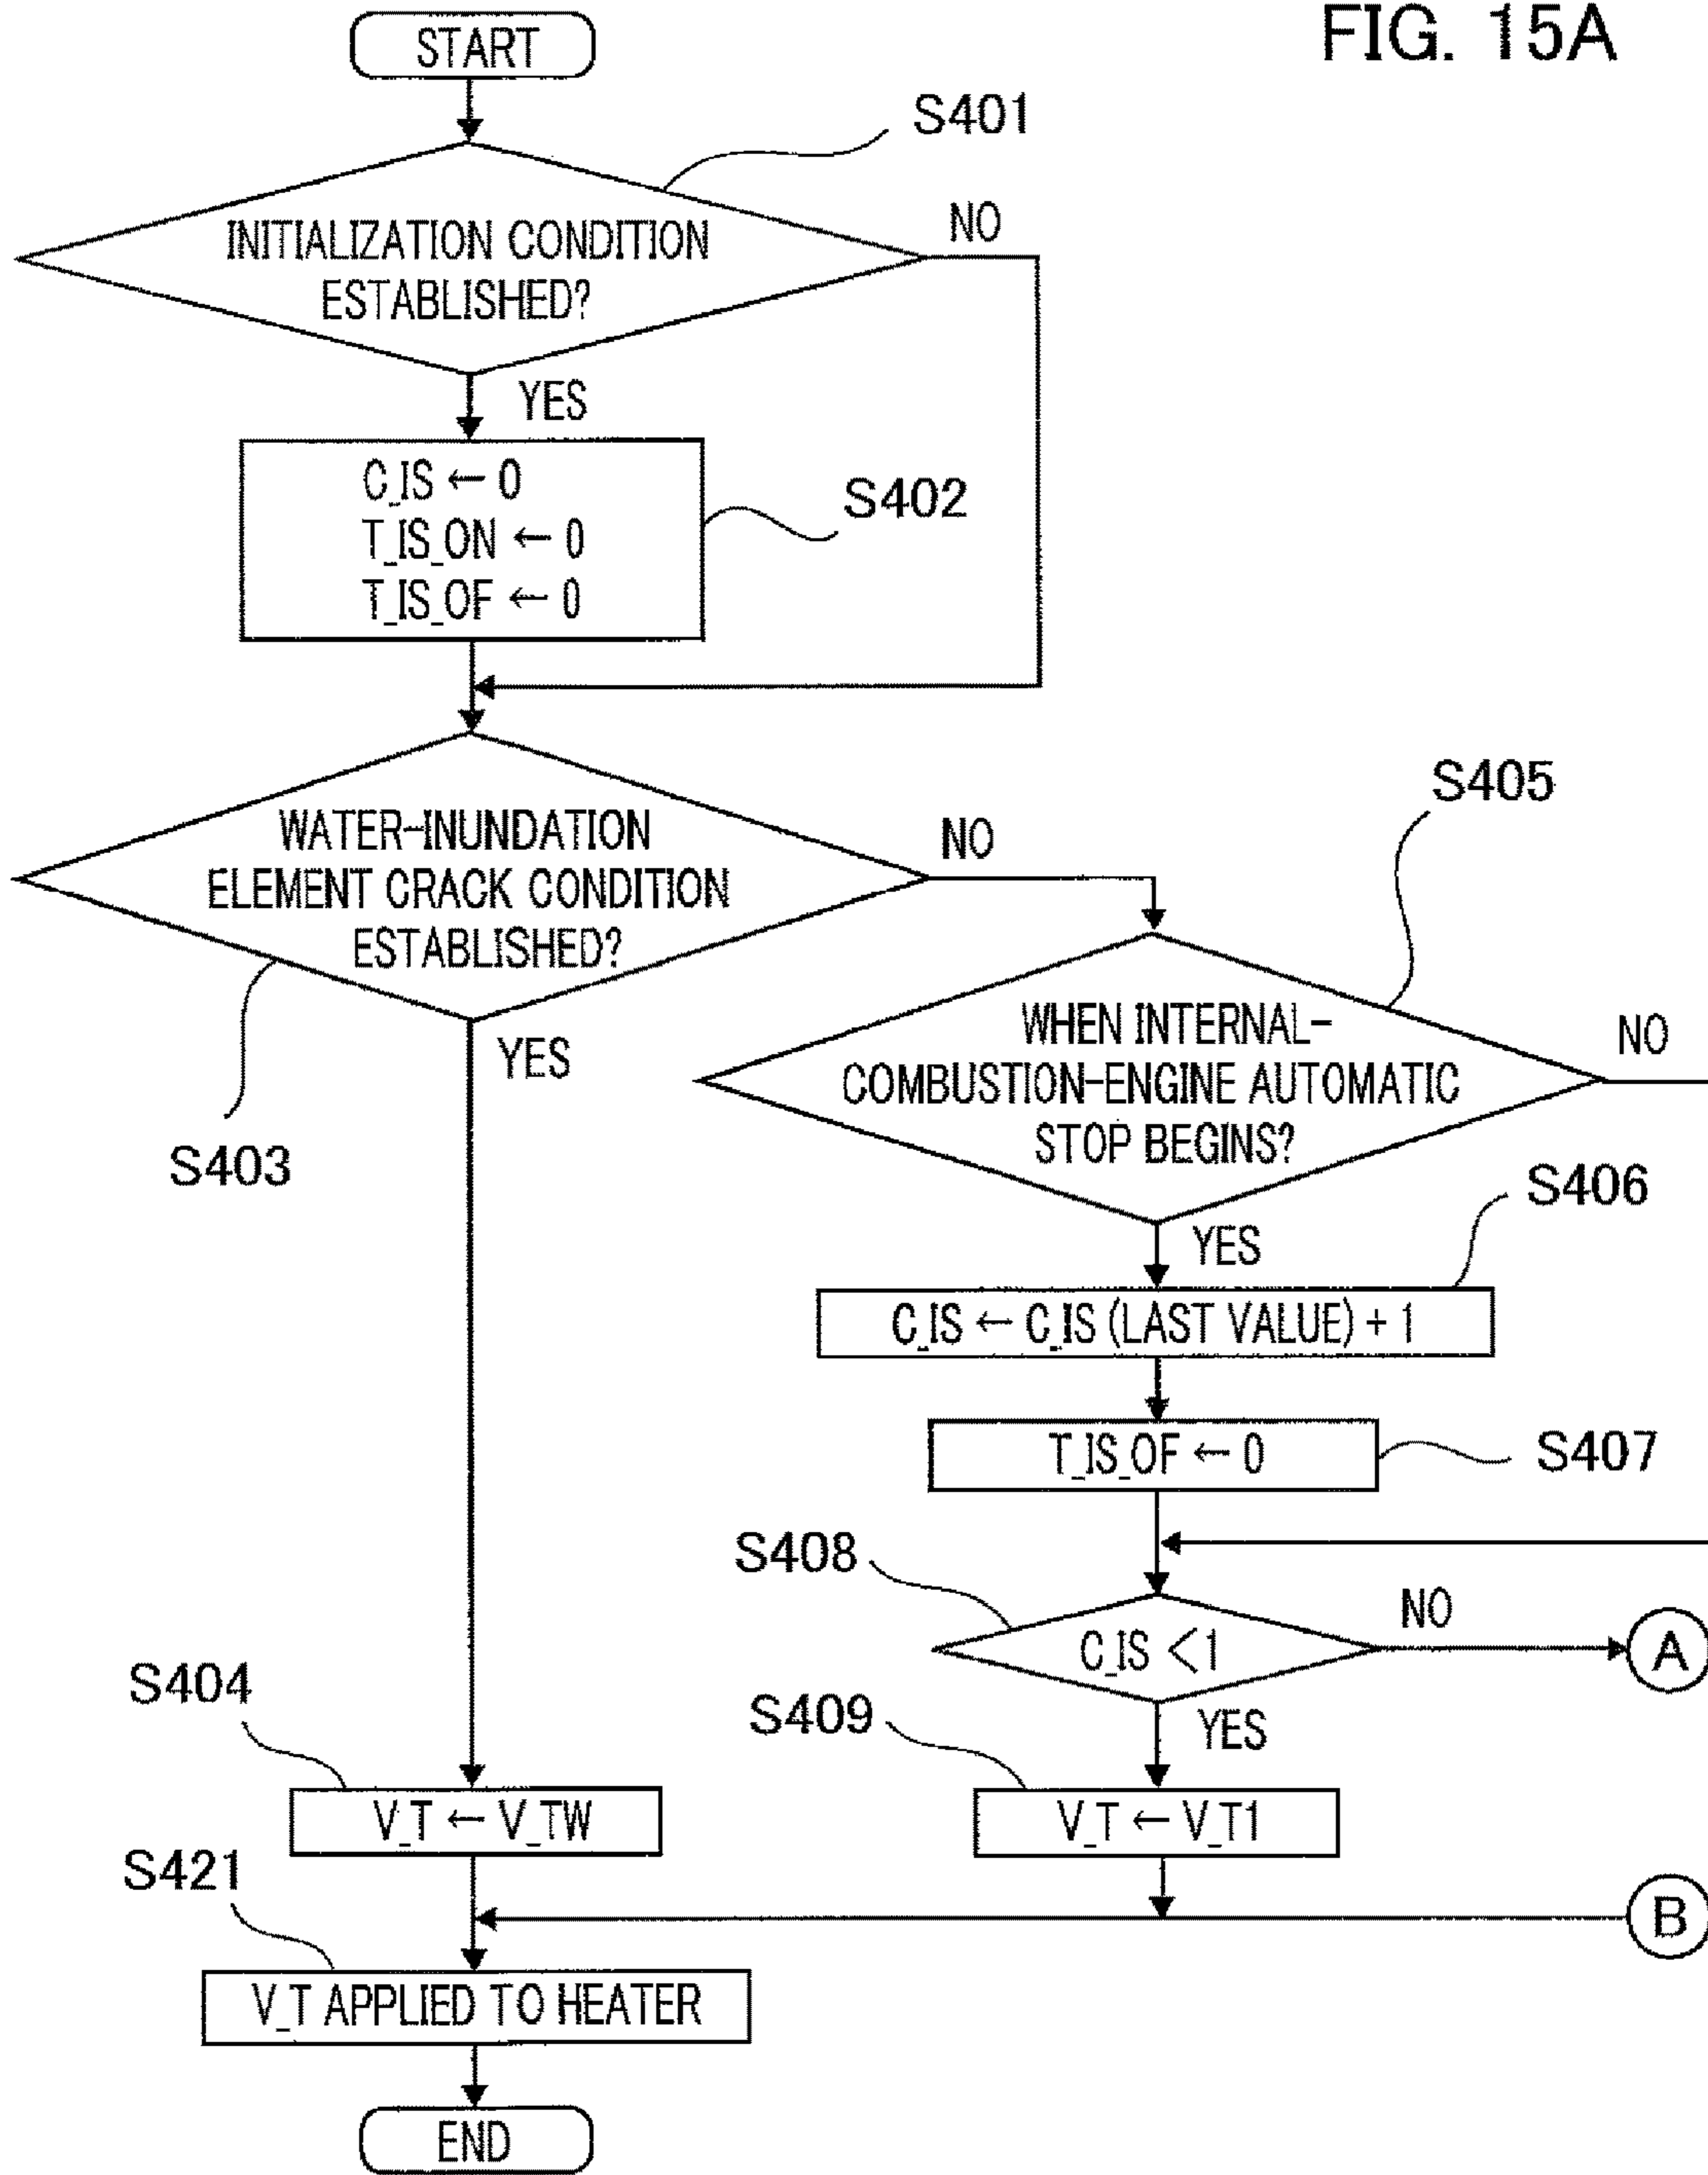 FIG. 15A
START
S401
INITIALIZATION CONDITION
ESTABLISHED?
NO
YES
C_IS ← 0
T_IS_ON ← 0
T_IS_OF ← 0
S402
WATER-INUNDATION
ELEMENT CRACK CONDITION
ESTABLISHED?
NO
YES
S403
S405
WHEN INTERNAL-
COMBUSTION-ENGINE AUTOMATIC
STOP BEGINS?
NO
YES
S406
C_IS ← C_IS (LAST VALUE) + 1
T_IS_OF ← 0
S407
S408
C_IS <1
NO
A
YES
S404
V_T ← V_TW
S409
V_T ← V_T1
B
S421
V_T APPLIED TO HEATER
END